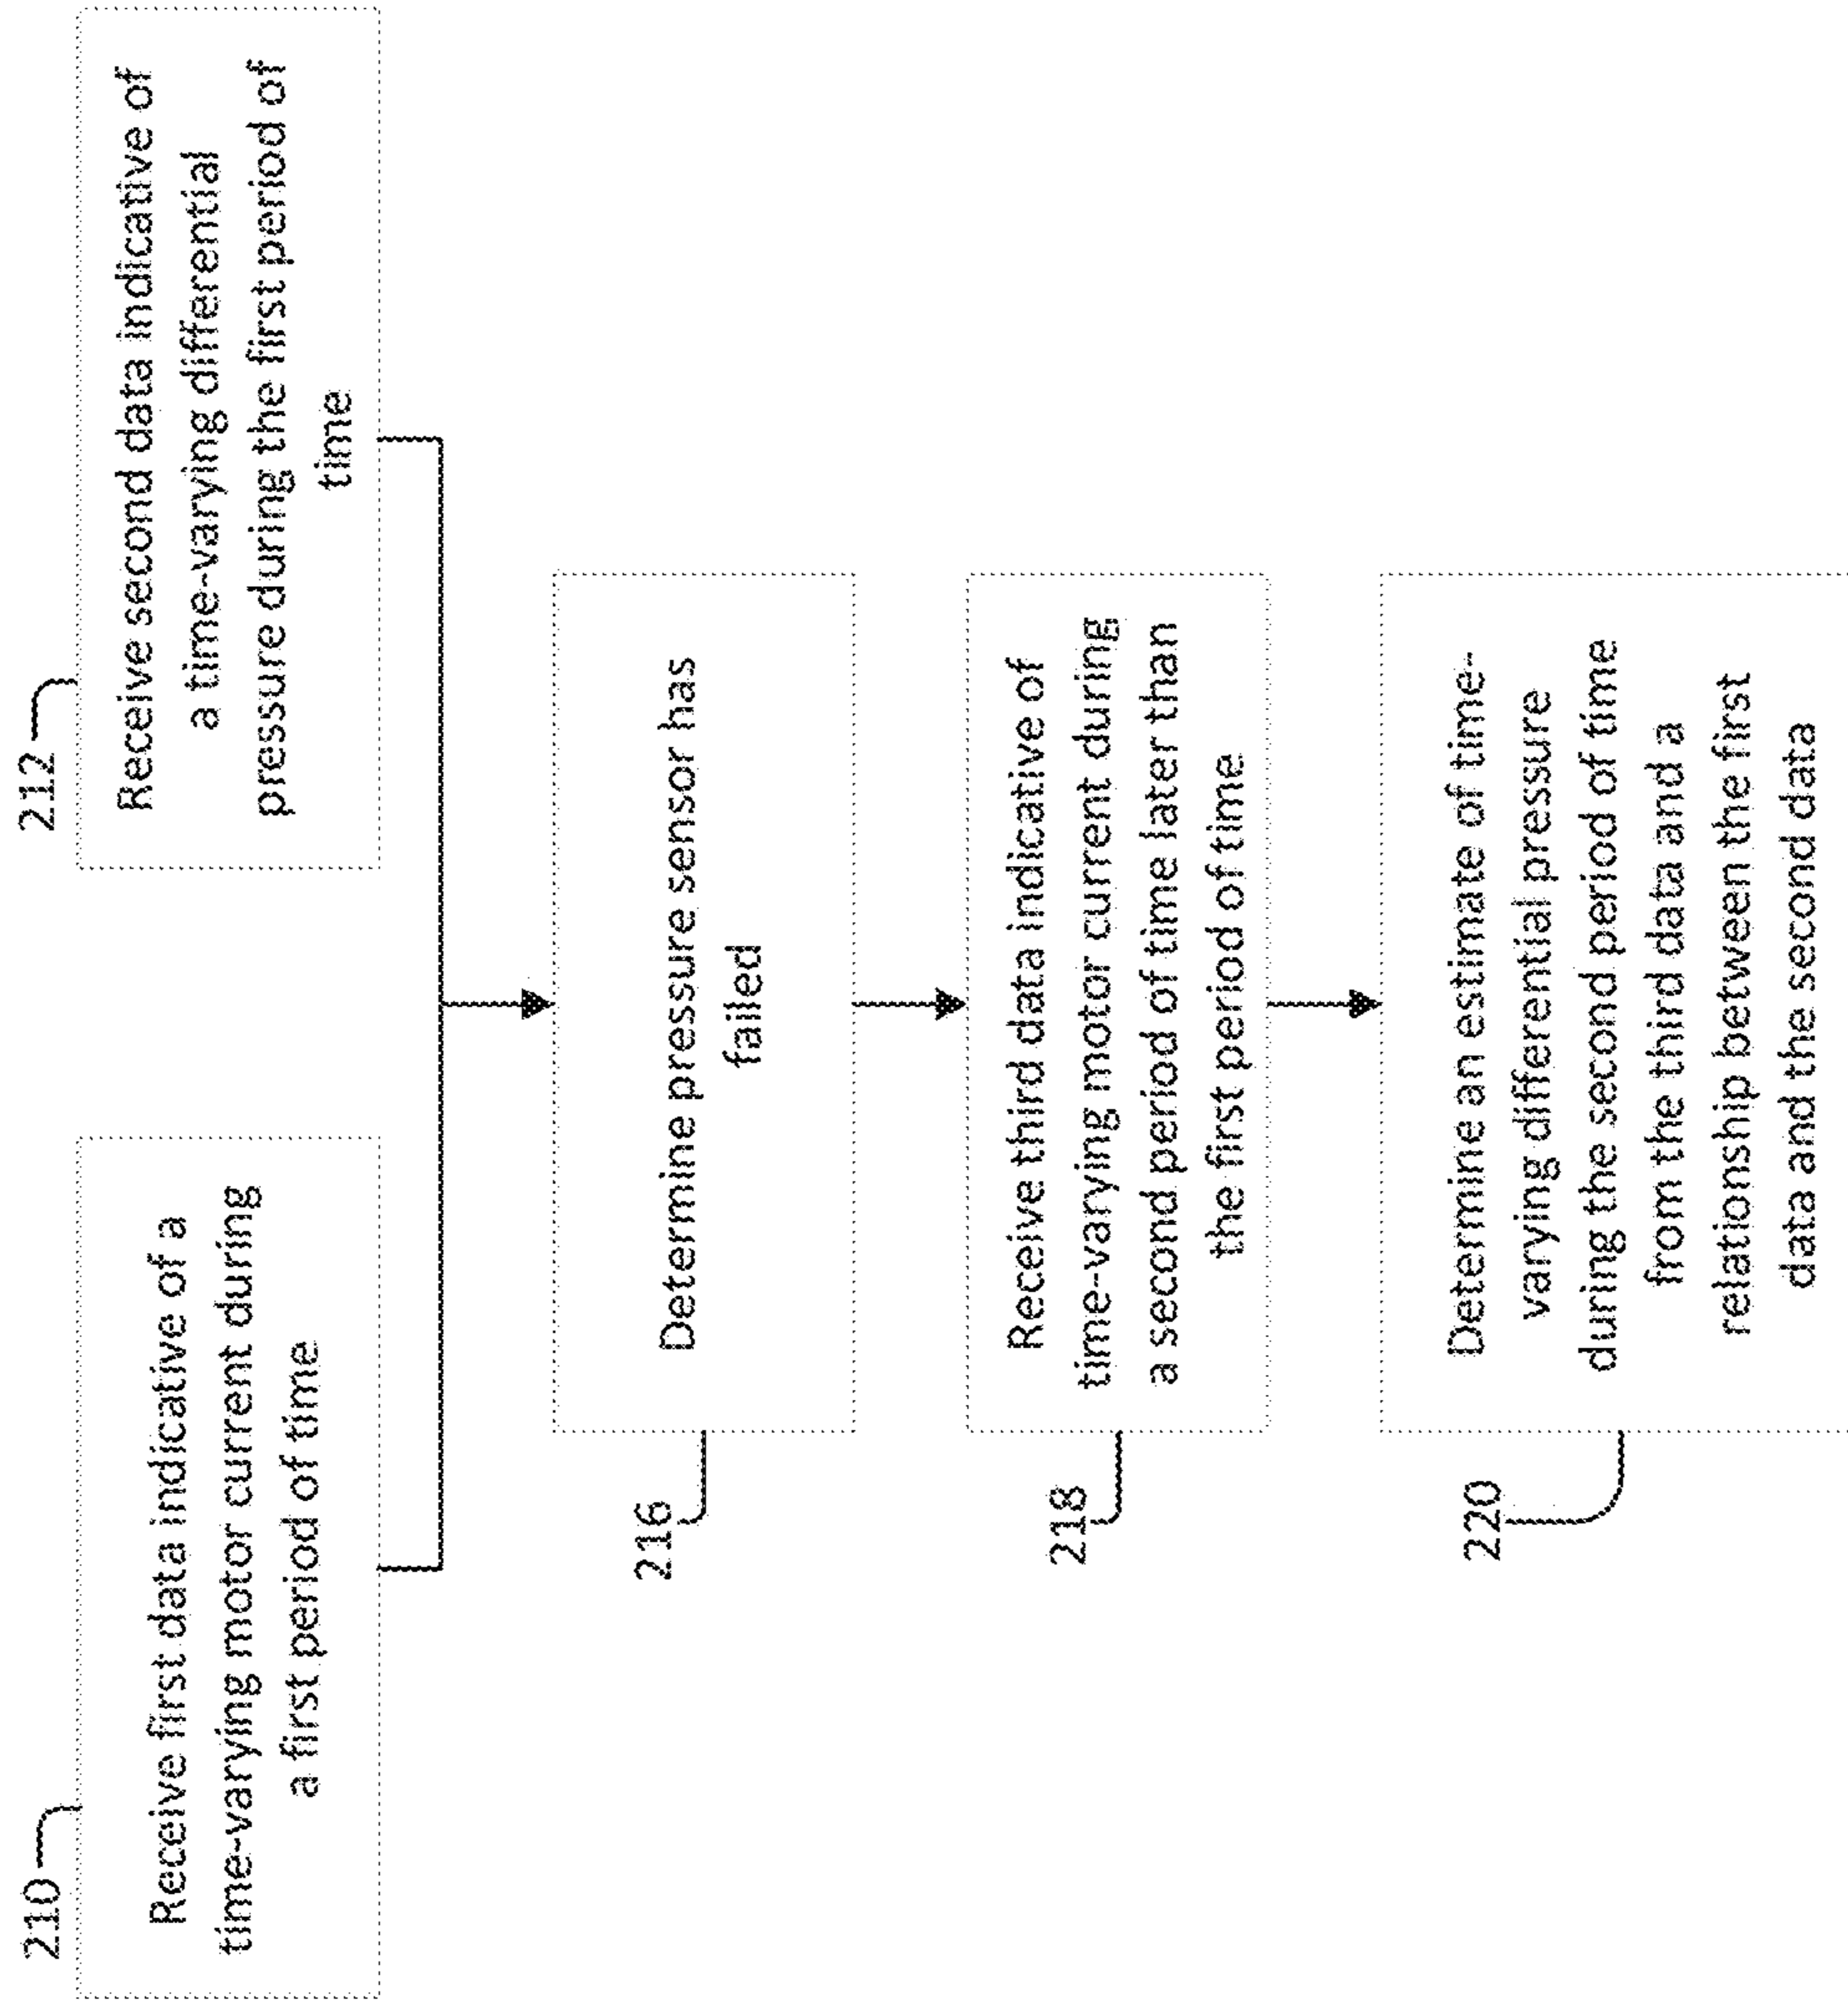 210
Receive first data indicative of a
time-varying motor current during
a first period of time
212
Receive second data indicative of
a time-varying differential
pressure during the first period of
time
216
Determine pressure sensor has
failed
218
Receive third data indicative of
time-varying motor current during
a second period of time later than
the first period of time
220
Determine an estimate of time-
varying differential pressure
during the second period of time
from the third data and a
relationship between the first
data and the second data